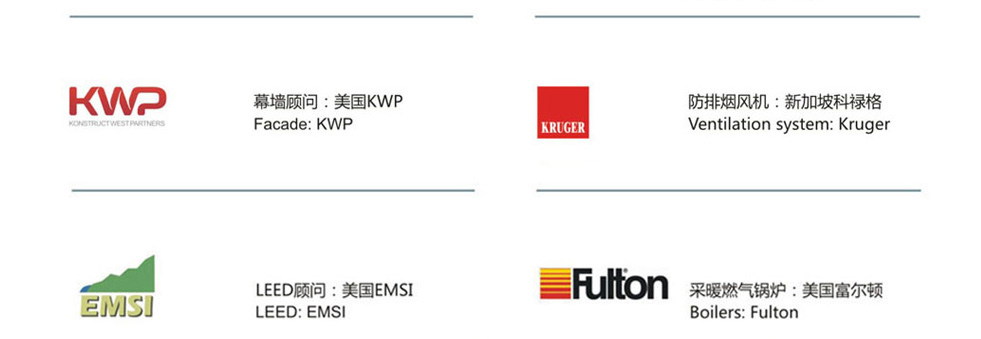 KWP
KONSTRUCT WEST PARTNERS
幕墙顾问：美国KWP
Facade: KWP
KRUGER
防排烟风机：新加坡科禄格
Ventilation system: Kruger
EMSI
LEED顾问：美国EMSI
LEED: EMSI
Fulton
采暖燃气锅炉：美国富尔顿
Boilers: Fulton